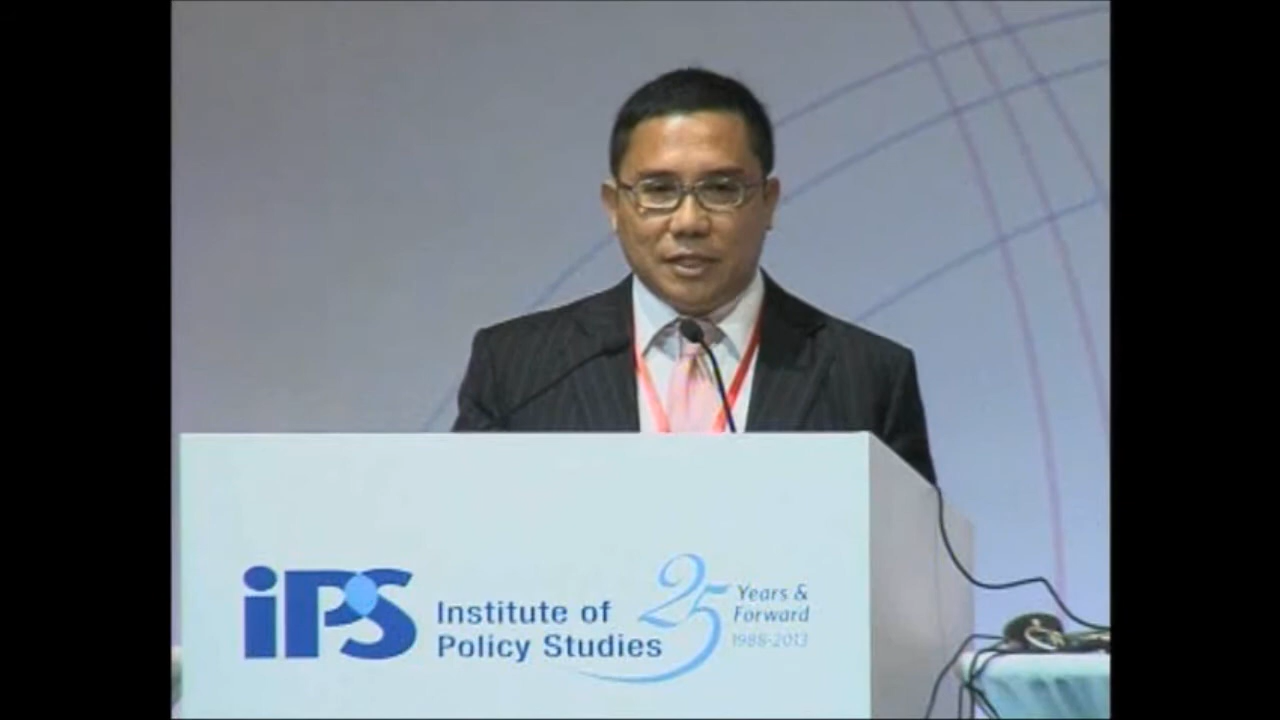 iPS
Institute of
Policy Studies
25
Years &
Forward
1988-2013